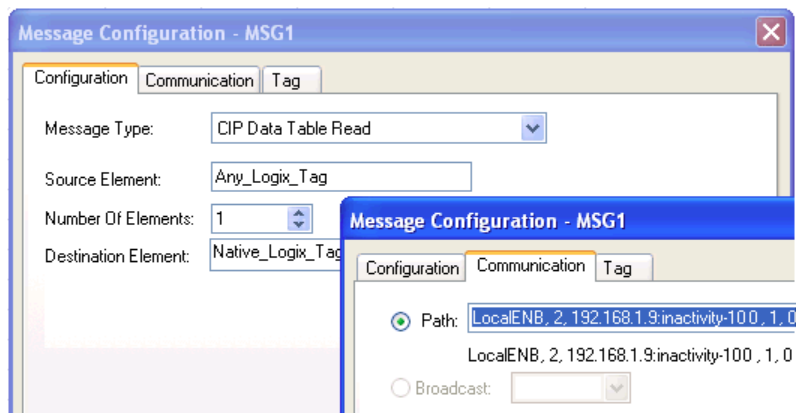 Message Configuration - MSG1
Configuration Communication Tag
Message Type: CIP Data Table Read
Source Element: Any_Logix_Tag
Number Of Elements: 1
Destination Element: Native_Logix_Tag
Message Configuration - MSG1
Configuration Communication Tag
Path: LocalENB, 2, 192.168.1.9:inactivity-100 , 1, 0
LocalENB, 2, 192.168.1.9:inactivity-100 , 1, 0
Broadcast: